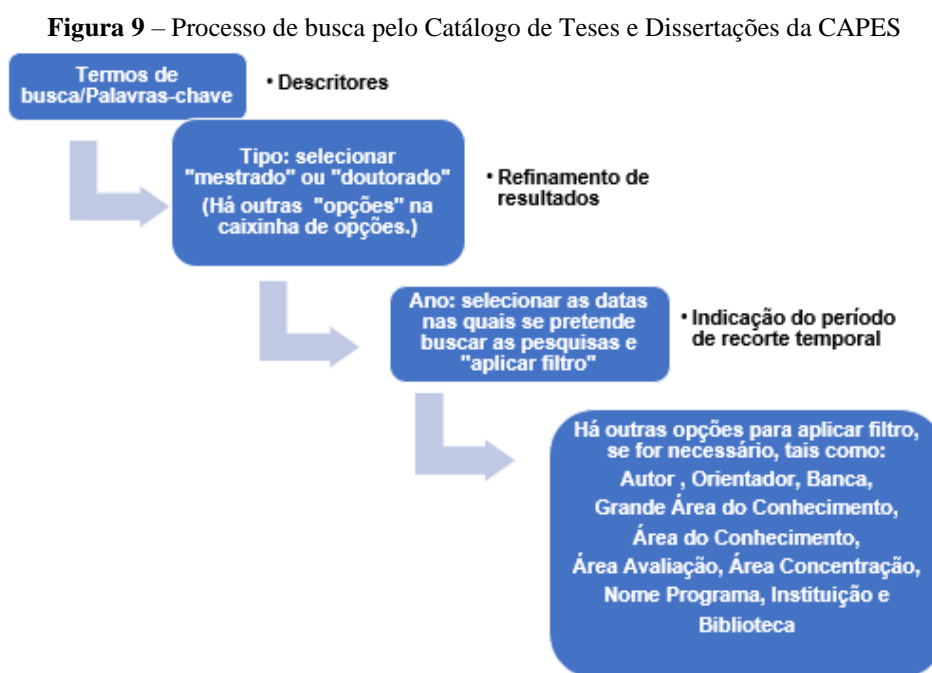 Figura 9 – Processo de busca pelo Catálogo de Teses e Dissertações da CAPES
Termos de
busca/Palavras-chave
• Descritores
Tipo: selecionar
"mestrado" ou "doutorado"
(Há outras "opções" na
caixinha de opções.)
• Refinamento de
resultados
Ano: selecionar as datas
nas quais se pretende
buscar as pesquisas e
"aplicar filtro"
• Indicação do período
de recorte temporal
Há outras opções para aplicar filtro,
se for necessário, tais como:
Autor , Orientador, Banca,
Grande Área do Conhecimento,
Área do Conhecimento,
Área Avaliação, Área Concentração,
Nome Programa, Instituição e
Biblioteca